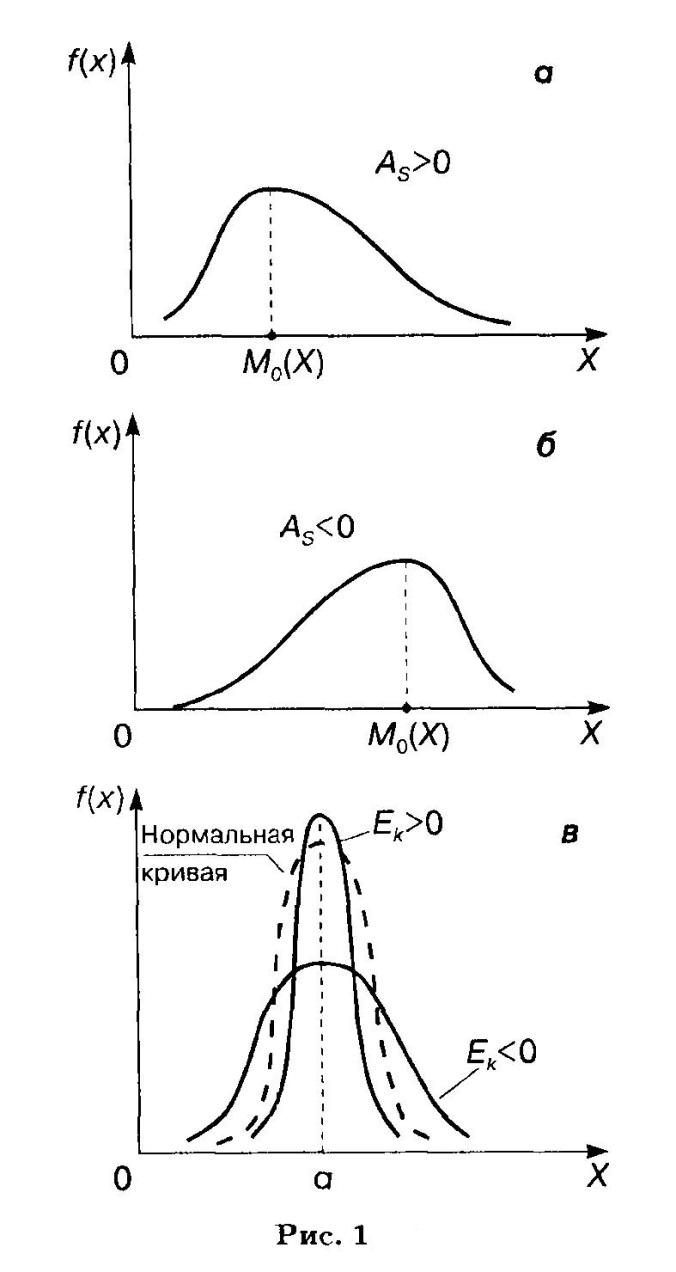 f(x)
а
A_S>0
0
M_0(X)
X
f(x)
б
A_S<0
0
M_0(X)
X
f(x)
в
E_k>0
Нормальная
кривая
E_k<0
0
a
X
Рис. 1